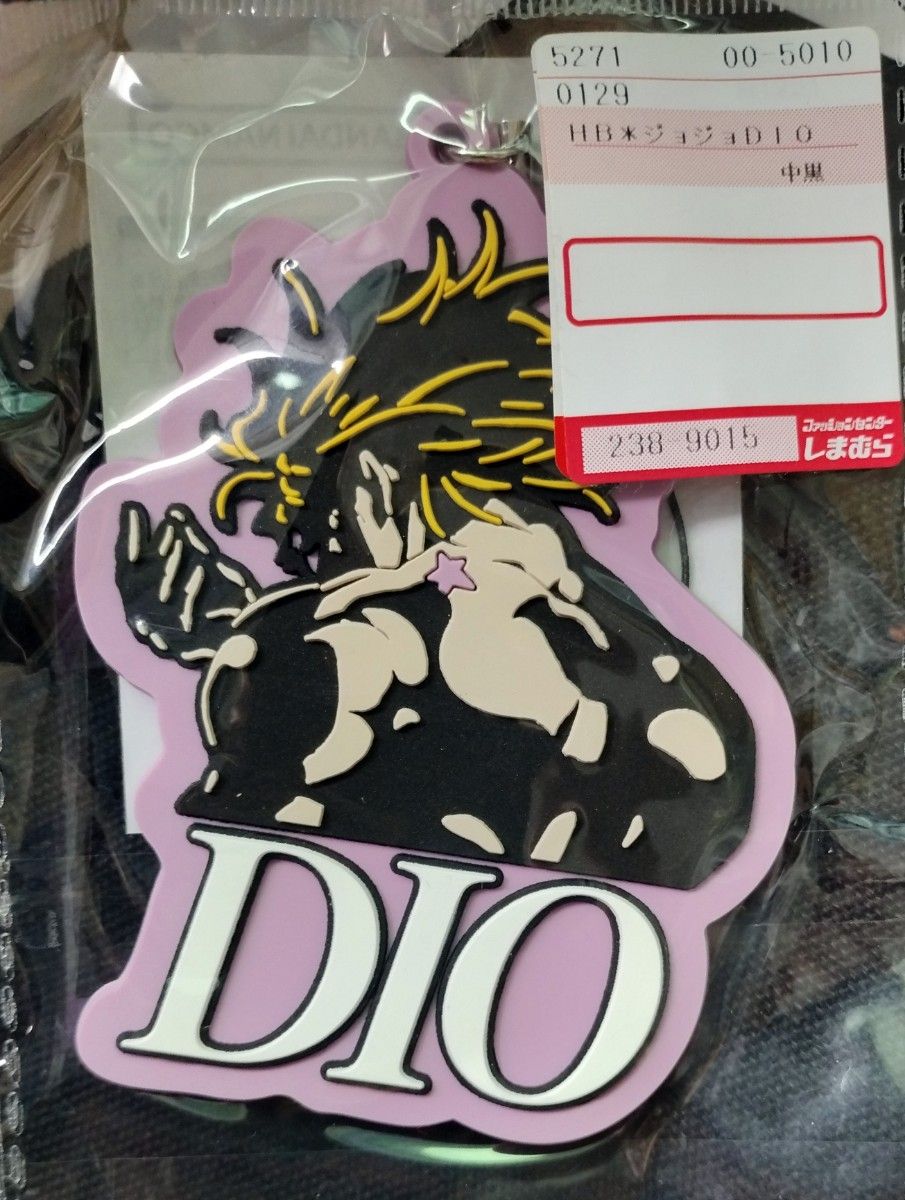 5271 00-5010
0129
HB*ジョジョDIO
中黒
238 9015
ファッションセンター
しまむら
DIO